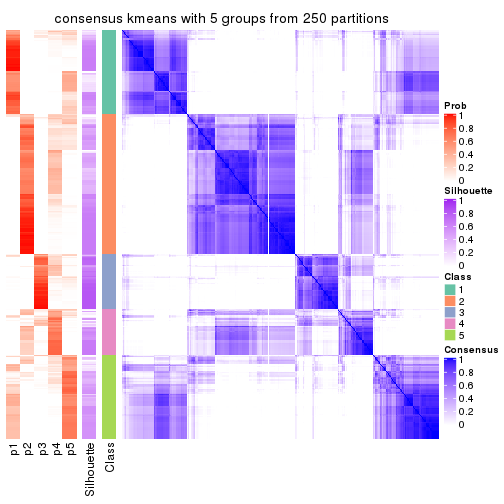 consensus kmeans with 5 groups from 250 partitions
Prob
1
0.8
0.6
0.4
0.2
0
Silhouette
1
0.8
0.6
0.4
0.2
0
Class
1
2
3
4
5
Consensus
1
0.8
0.6
0.4
0.2
0
p1
p2
p3
p4
p5
Silhouette
Class